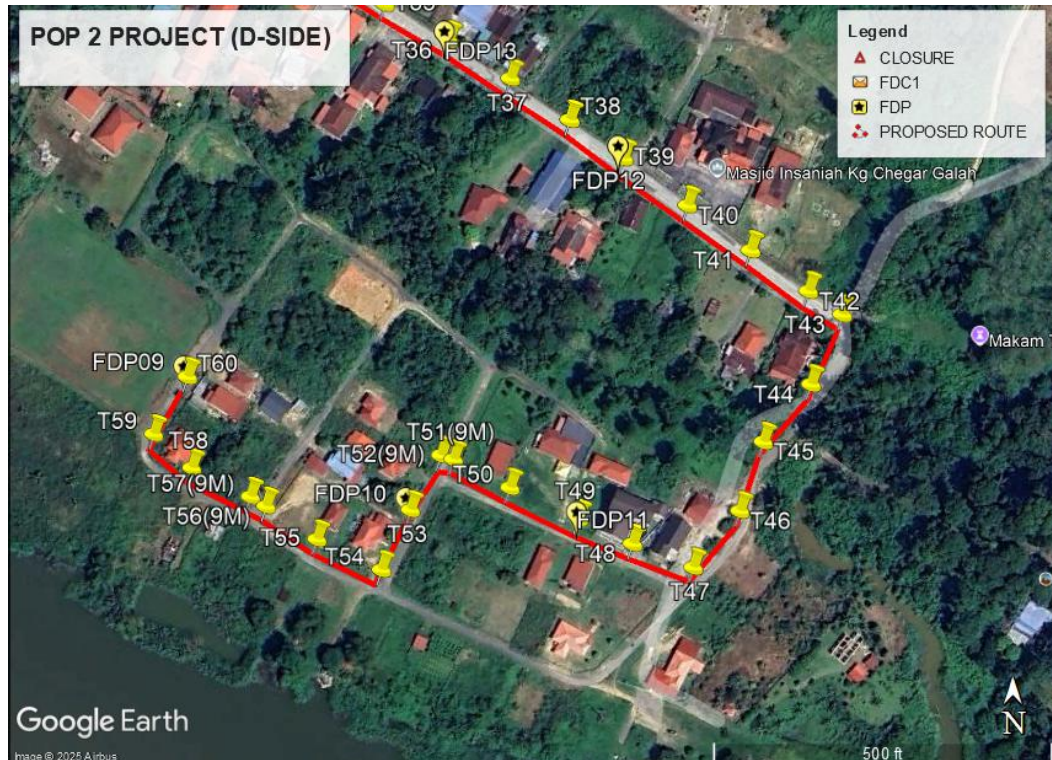 POP 2 PROJECT (D-SIDE)
Legend
CLOSURE
FDC1
FDP
PROPOSED ROUTE
T36
FDP13
T37
T38
T39
FDP12
Masjid Insaniah Kg Chegar Galah
T40
T41
T42
T43
Makam
T44
FDP09
T60
T45
T59
T58
T51(9M)
T52(9M)
T50
T57(9M)
FDP10
T49
T56(9M)
T53
FDP11
T46
T55
T54
T48
T47
Google Earth
N
Image © 2025 Airbus
500 ft